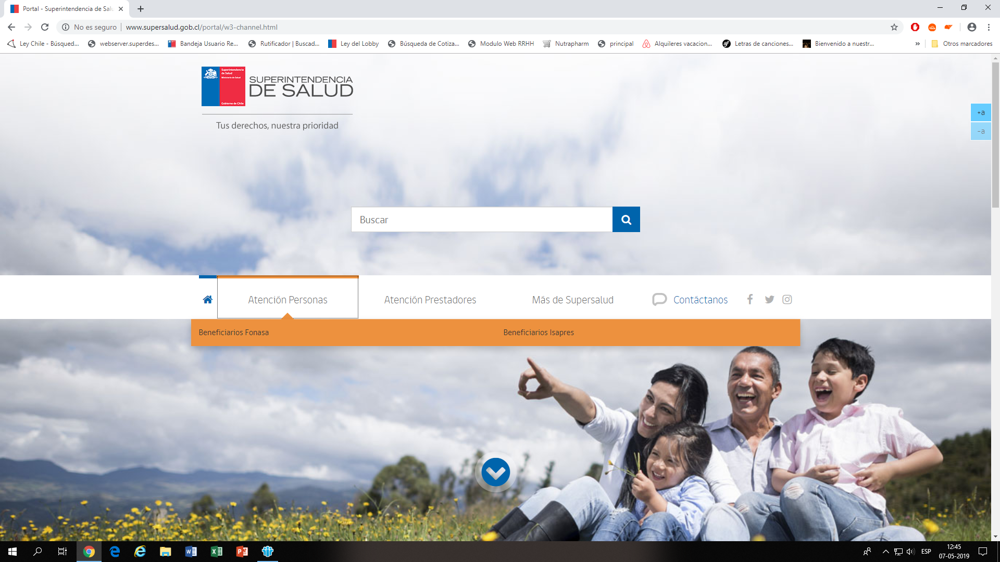 Portal - Superintendencia de Salu
No es seguro
www.supersalud.gob.cl/portal/w3-channel.html
Ley Chile - Búsqued...
webserver.superdes...
Bandeja Usuario Re...
Rutificador | Buscad...
Ley del Lobby
Búsqueda de Cotiza...
Modulo Web RRHH
Nutrapharm
principal
Alquileres vacacion...
Letras de canciones...
Bienvenido a nuestr...
»
Otros marcadores
Superintendencia
de Salud
Ministerio de Salud
Gobierno de Chile
SUPERINTENDENCIA
DE SALUD
Tus derechos, nuestra prioridad
+a
-a
Buscar
Atención Personas
Atención Prestadores
Más de Supersalud
Contáctanos
Beneficiarios Fonasa
Beneficiarios Isapres
ESP
12:45
07-05-2019